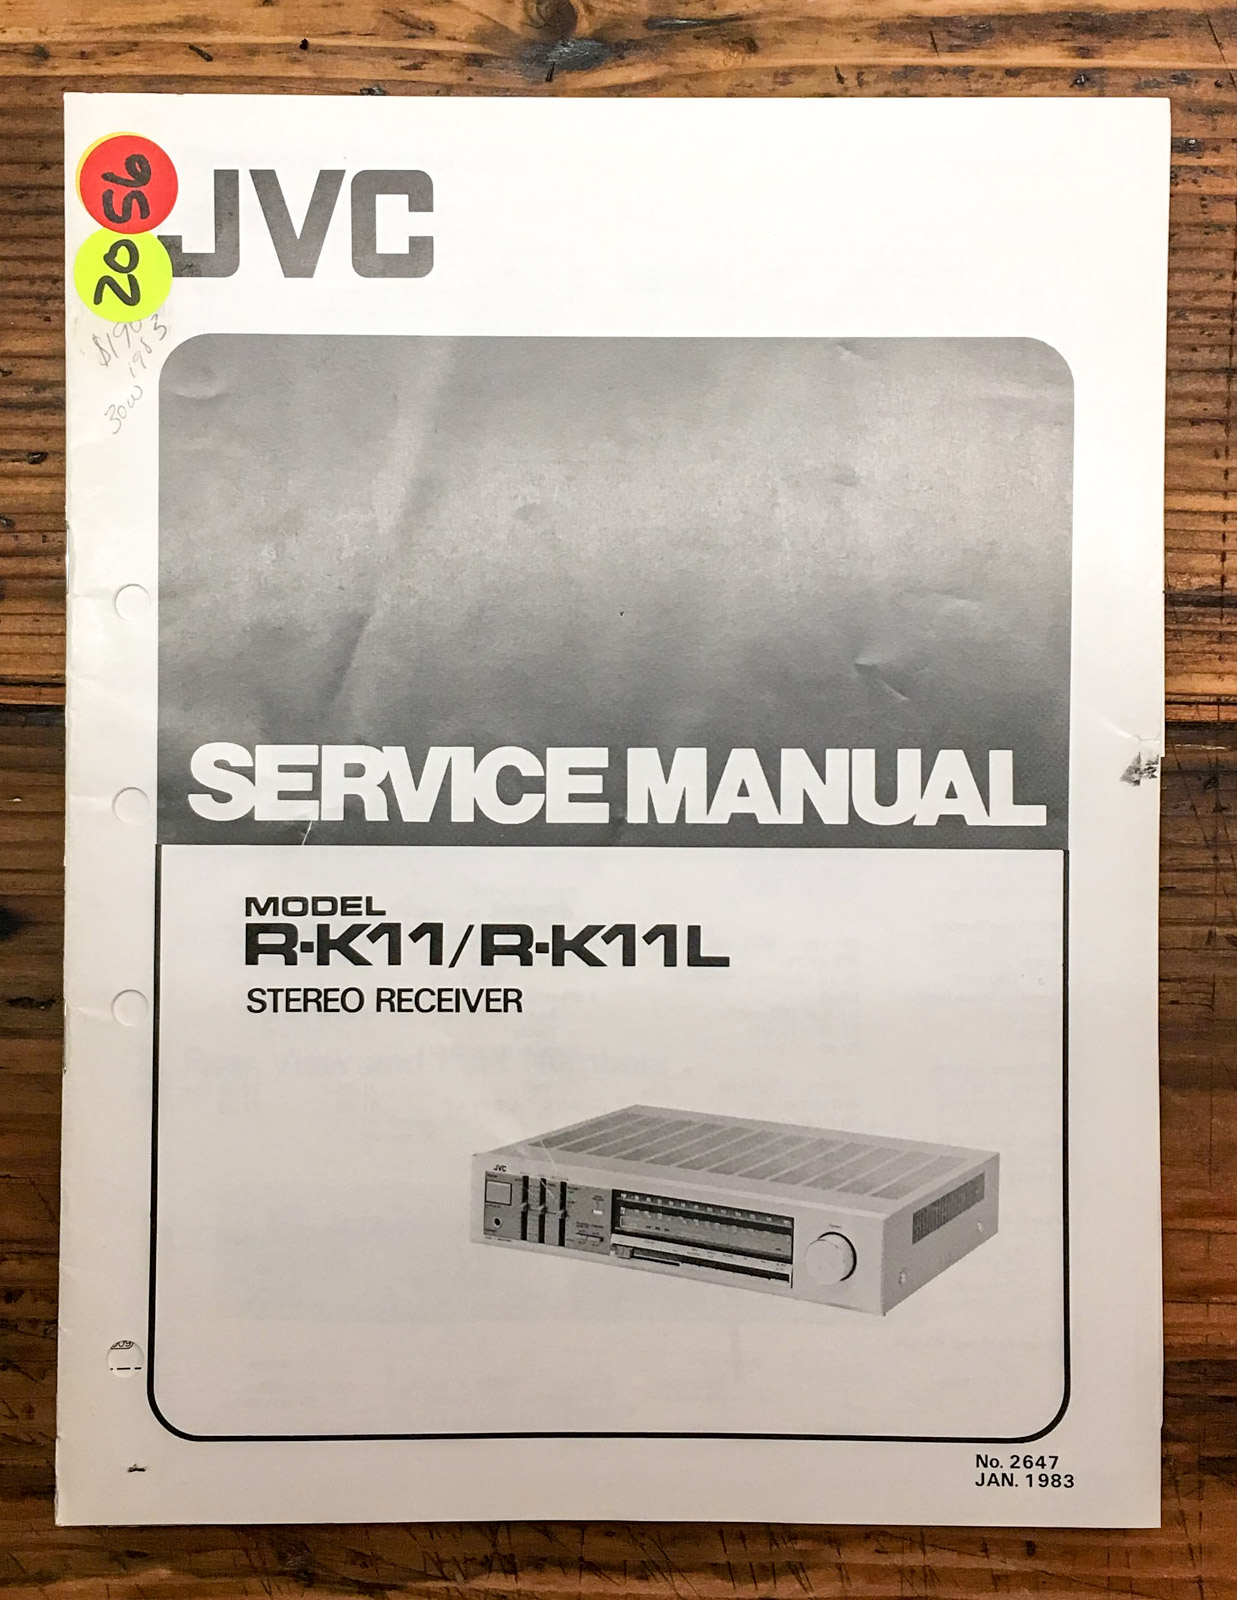 56
JVC
20
$190
1983
30w
SERVICE MANUAL
MODEL
R-K11/R-K11L
STEREO RECEIVER
JVC
No. 2647
JAN. 1983